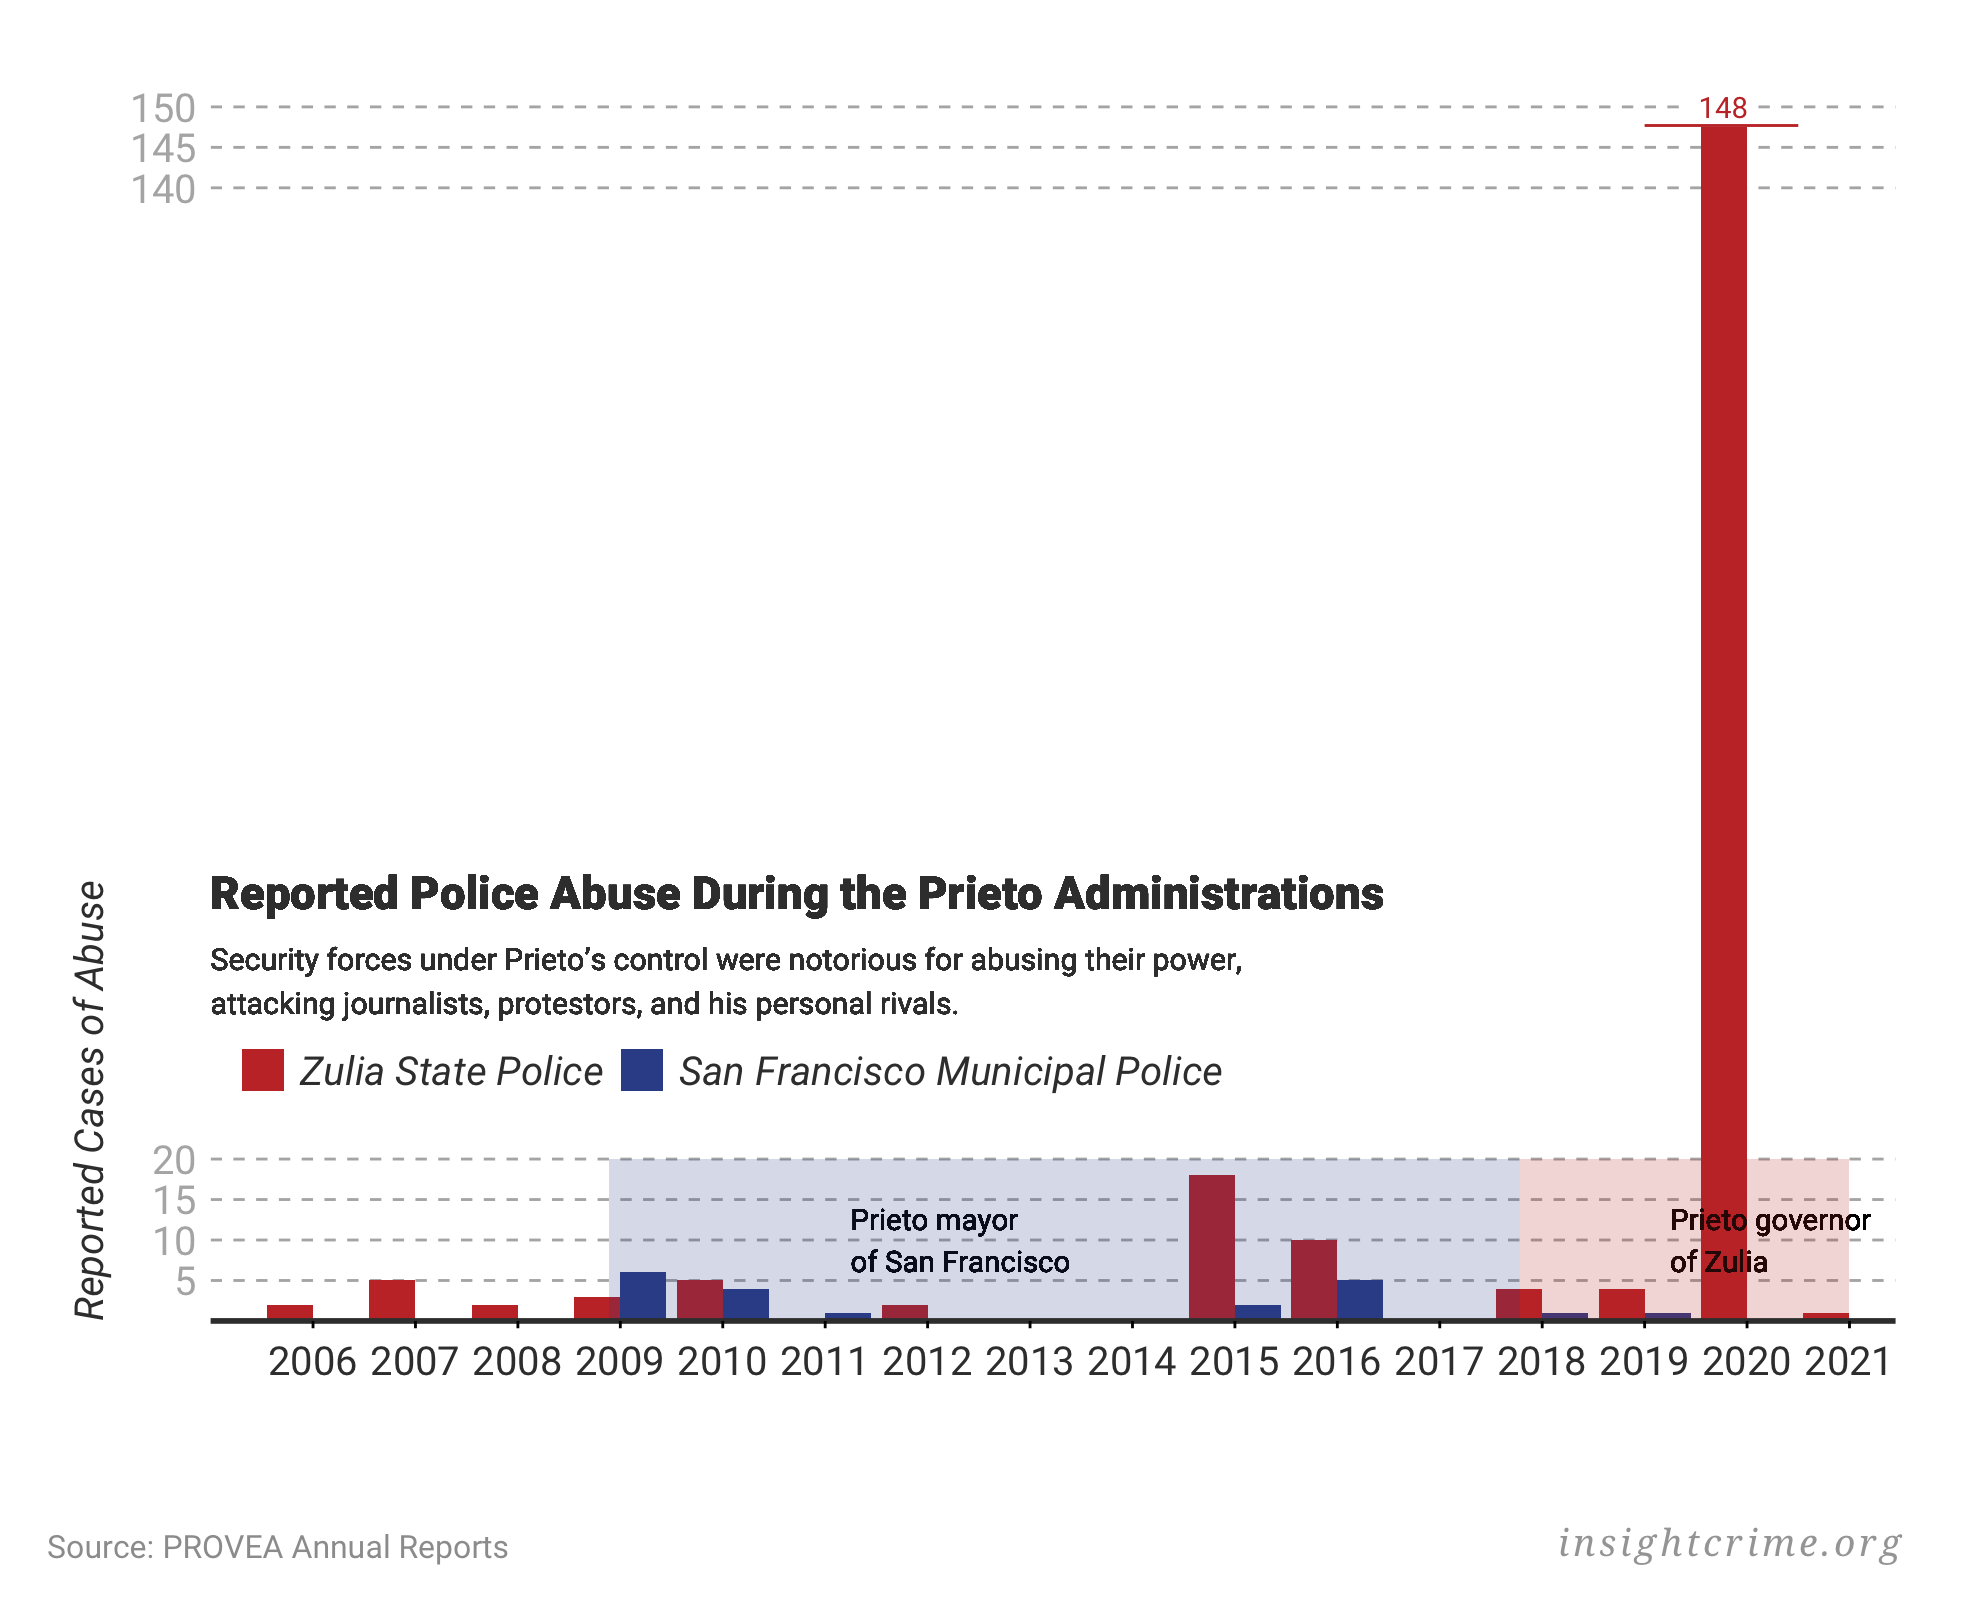 150
148
145
140
Reported Police Abuse During the Prieto Administrations
Security forces under Prieto’s control were notorious for abusing their power,
attacking journalists, protestors, and his personal rivals.
Zulia State Police
San Francisco Municipal Police
Reported Cases of Abuse
20
15
10
5
Prieto mayor
of San Francisco
Prieto governor
of Zulia
2006 2007 2008 2009 2010 2011 2012 2013 2014 2015 2016 2017 2018 2019 2020 2021
Source: PROVEA Annual Reports
insightcrime.org